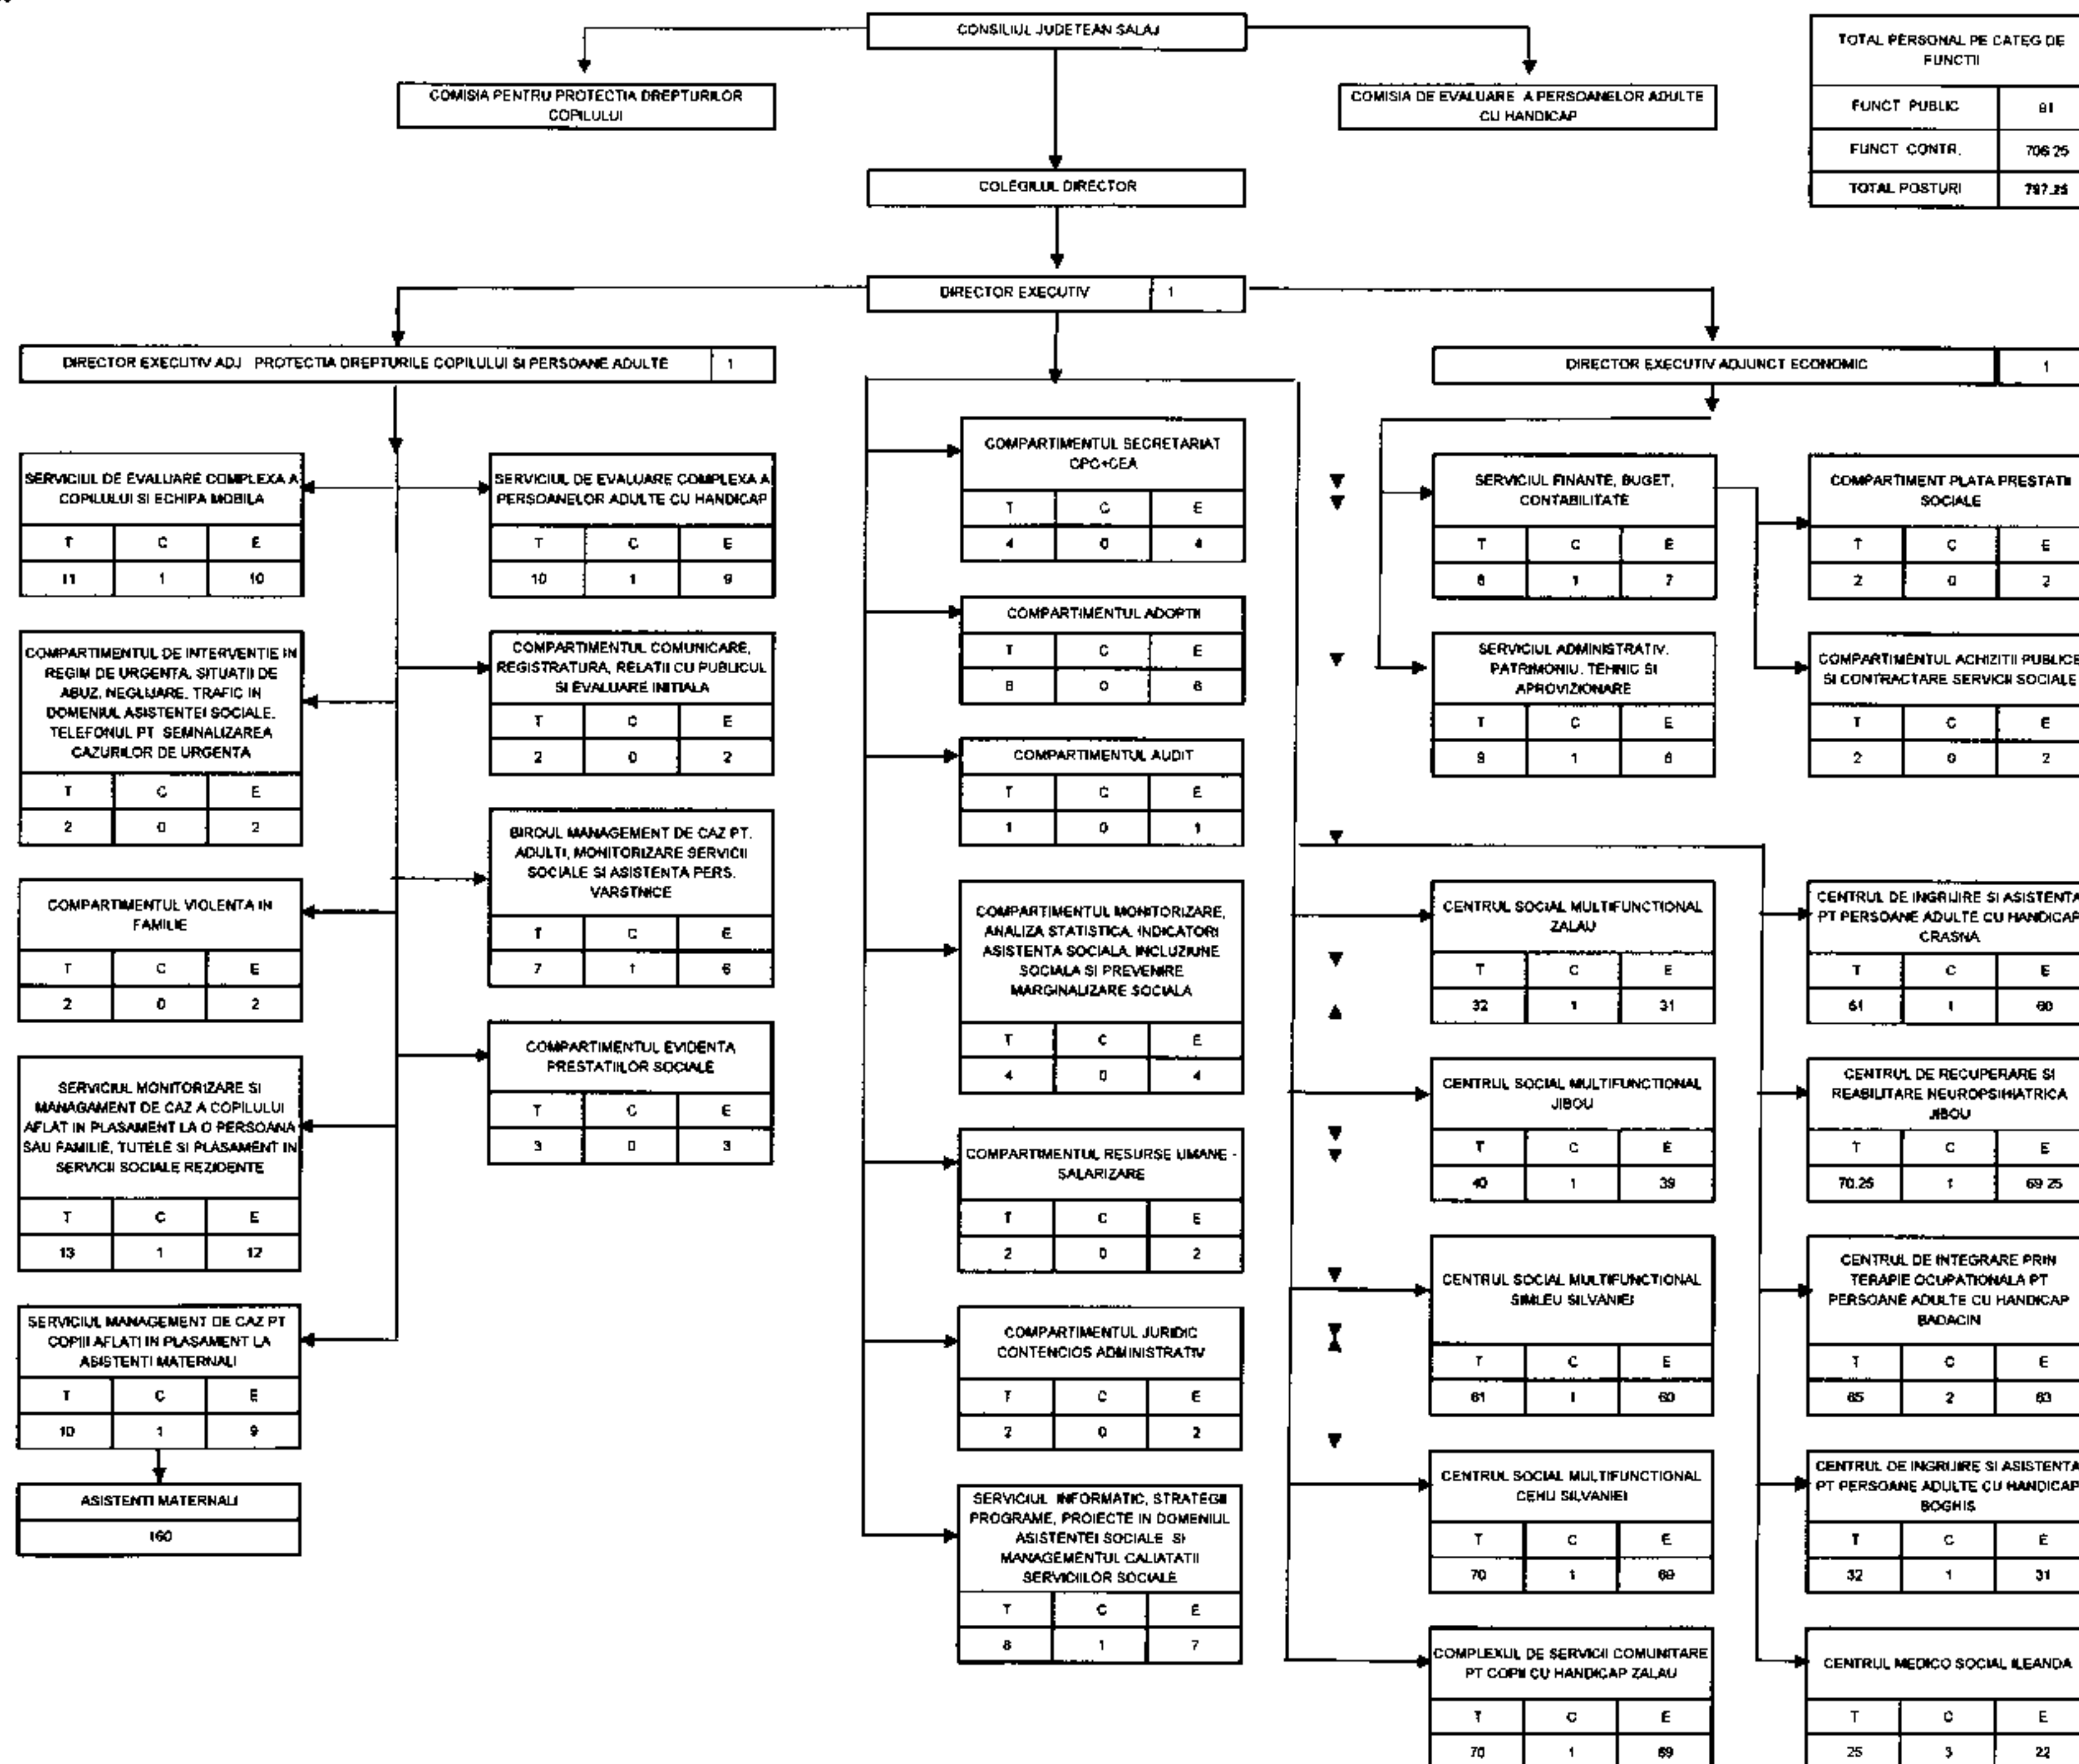 CONSILIUL JUDETEAN SALAJ
COMISIA PENTRU PROTECTIA DREPTURILOR
COPILULUI
COMISIA DE EVALUARE A PERSOANELOR ADULTE
CU HANDICAP
TOTAL PERSONAL PE CATEG DE
FUNCTII
FUNCT PUBLIC
FUNCT CONTR. 706 25
TOTAL POSTURI
COLEGIUL DIRECTOR
DIRECTOR EXECUTIV 1
DIRECTOR EXECUTIV ADJ PROTECTIA DREPTURILE COPILULUI SI PERSOANE ADULTE 1
DIRECTOR EXECUTIV ADJUNCT ECONOMIC 1
SERVICIUL DE EVALUARE COMPLEXA A
COPILULUI SI ECHIPA MOBILA
T C E
11 1 10
COMPARTIMENTUL DE INTERVENTIE IN
REGIM DE URGENTA, SITUATII DE
ABUZ, NEGLIJARE, TRAFIC IN
DOMENIUL ASISTENTEI SOCIALE,
TELEFONUL PT SEMNALIZAREA
CAZURILOR DE URGENTA
T C E
2 0 2
COMPARTIMENTUL VIOLENTA IN
FAMILIE
T C E
2 0 2
SERVICIUL MONITORIZARE SI
MANAGAMENT DE CAZ A COPILULUI
AFLAT IN PLASAMENT LA O PERSOANA
SAU FAMILIE, TUTELE SI PLASAMENT IN
SERVICII SOCIALE REZIDENTE
T C E
13 1 12
SERVICIUL MANAGEMENT DE CAZ PT
COPIII AFLATI IN PLASAMENT LA
ASISTENTI MATERNALI
T C E
10 1 9
ASISTENTI MATERNALI
160
SERVICIUL DE EVALUARE COMPLEXA A
PERSOANELOR ADULTE CU HANDICAP
T C E
10 1 9
COMPARTIMENTUL COMUNICARE,
REGISTRATURA, RELATII CU PUBLICUL
SI EVALUARE INITIALA
T C E
2 0 2
BIROUL MANAGEMENT DE CAZ PT.
ADULTI, MONITORIZARE SERVICII
SOCIALE SI ASISTENTA PERS.
VARSTNICE
T C E
7 1 6
COMPARTIMENTUL EVIDENTA
PRESTATIILOR SOCIALE
T C E
3 0 3
COMPARTIMENTUL SECRETARIAT
CPC+CEA
T C E
4 0 4
COMPARTIMENTUL ADOPTII
T C E
0
COMPARTIMENTUL AUDIT
T C E
1 0 1
COMPARTIMENTUL MONITORIZARE,
ANALIZA STATISTICA, INDICATORI
ASISTENTA SOCIALA, INCLUZIUNE
SOCIALA SI PREVENIRE
MARGINALIZARE SOCIALA
T C E
4 0 4
COMPARTIMENTUL RESURSE UMANE -
SALARIZARE
T C E
2 0 2
COMPARTIMENTUL JURIDIC
CONTENCIOS ADMINISTRATIV
T C E
2 0 2
SERVICIUL INFORMATIC, STRATEGII
PROGRAME, PROIECTE IN DOMENIUL
ASISTENTEI SOCIALE SI
MANAGEMENTUL CALIATATII
SERVICIILOR SOCIALE
T C E
8 1 7
SERVICIUL FINANTE, BUGET,
CONTABILITATE
T C E
8 1 7
SERVICIUL ADMINISTRATIV,
PATRIMONIU, TEHNIC SI
APROVIZIONARE
T C E
9 1 8
COMPARTIMENT PLATA PRESTATII
SOCIALE
T C E
2 0 2
COMPARTIMENTUL ACHIZITII PUBLICE
SI CONTRACTARE SERVICII SOCIALE
T C E
2 0 2
CENTRUL SOCIAL MULTIFUNCTIONAL
ZALAU
T C E
32 1 31
CENTRUL SOCIAL MULTIFUNCTIONAL
JIBOU
T C E
40 1 39
CENTRUL SOCIAL MULTIFUNCTIONAL
SIMLEU SILVANIEI
T C E
61 1 60
CENTRUL SOCIAL MULTIFUNCTIONAL
CEHU SILVANIEI
T C E
70 1 69
COMPLEXUL DE SERVICII COMUNITARE
PT COPII CU HANDICAP ZALAU
T C E
70 1 69
CENTRUL DE INGRIJIRE SI ASISTENTA
PT PERSOANE ADULTE CU HANDICAP
CRASNA
T C E
61 1 60
CENTRUL DE RECUPERARE SI
REABILITARE NEUROPSIHIATRICA
JIBOU
T C E
70.25 1 69 25
CENTRUL DE INTEGRARE PRIN
TERAPIE OCUPATIONALA PT
PERSOANE ADULTE CU HANDICAP
BADACIN
T C E
65 2 63
CENTRUL DE INGRIJIRE SI ASISTENTA
PT PERSOANE ADULTE CU HANDICAP
BOGHIS
T C E
32 1 31
CENTRUL MEDICO SOCIAL ILEANDA
T C E
25 3 22